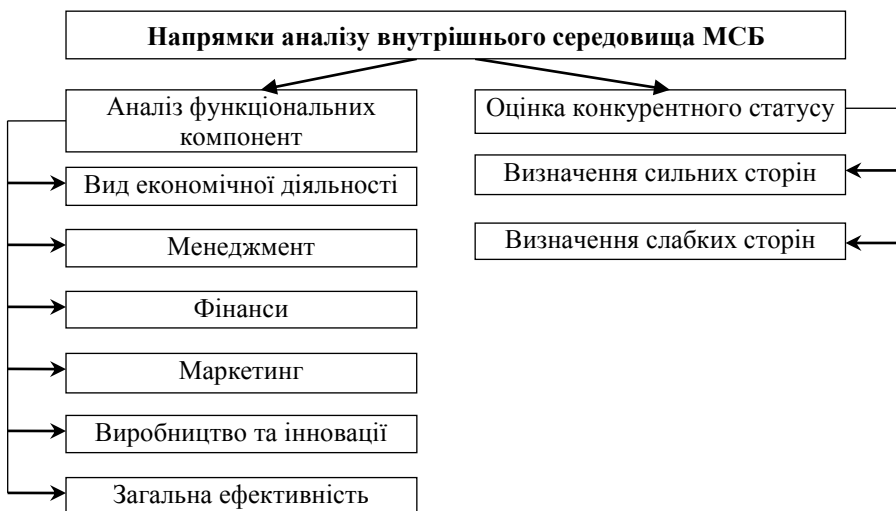 Напрямки аналізу внутрішнього середовища МСБ
Аналіз функціональних
компонент
Вид економічної діяльності
Менеджмент
Фінанси
Маркетинг
Виробництво та інновації
Загальна ефективність
Оцінка конкурентного статусу
Визначення сильних сторін
Визначення слабких сторін